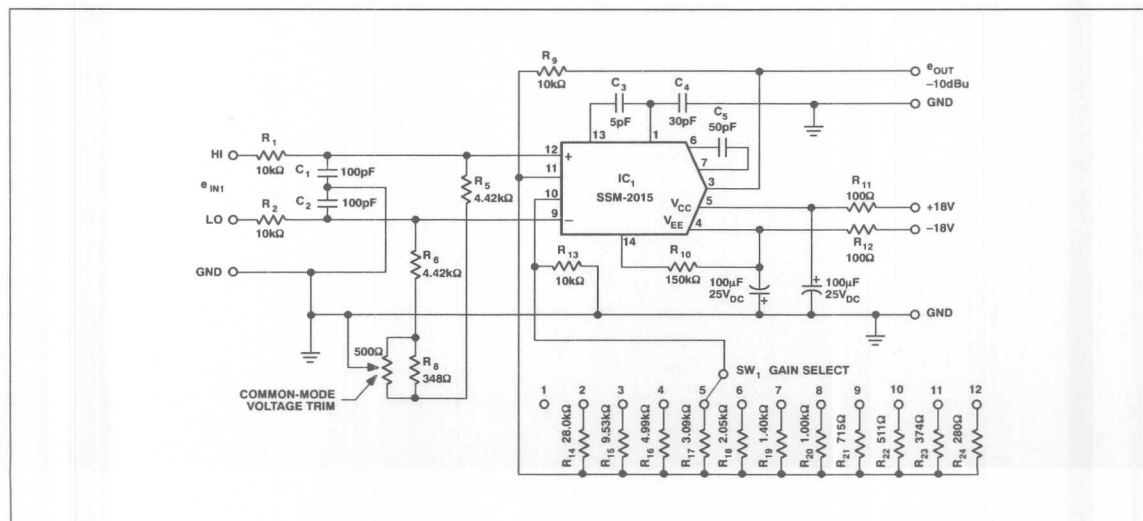 R9
10kΩ
C3
5pF
C4
30pF
C5
50pF
eOUT
–10dBu
GND
13
1
6
7
HI
R1
10kΩ
C1
100pF
eIN1
C2
100pF
LO
R2
10kΩ
R5
4.42kΩ
12
+
11
10
9
–
IC1
SSM-2015
3
VCC
5
VEE
4
14
R11
100Ω
+18V
–18V
R12
100Ω
GND
R6
4.42kΩ
R13
10kΩ
R10
150kΩ
100µF
25VDC
+
+
100µF
25VDC
GND
500Ω
R8
348Ω
COMMON-MODE
VOLTAGE TRIM
SW1 GAIN SELECT
1 2 3 4 5 6 7 8 9 10 11 12
R14 28.0kΩ
R15 9.53kΩ
R16 4.99kΩ
R17 3.09kΩ
R18 2.05kΩ
R19 1.40kΩ
R20 1.00kΩ
R21 715Ω
R22 511Ω
R23 374Ω
R24 280Ω